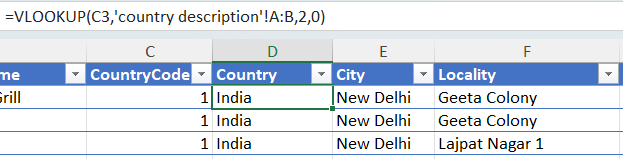 =VLOOKUP(C3,'country description'!A:B,2,0)
C D E F
me CountryCode Country City Locality
Grill 1 India New Delhi Geeta Colony
1 India New Delhi Geeta Colony
1 India New Delhi Lajpat Nagar 1